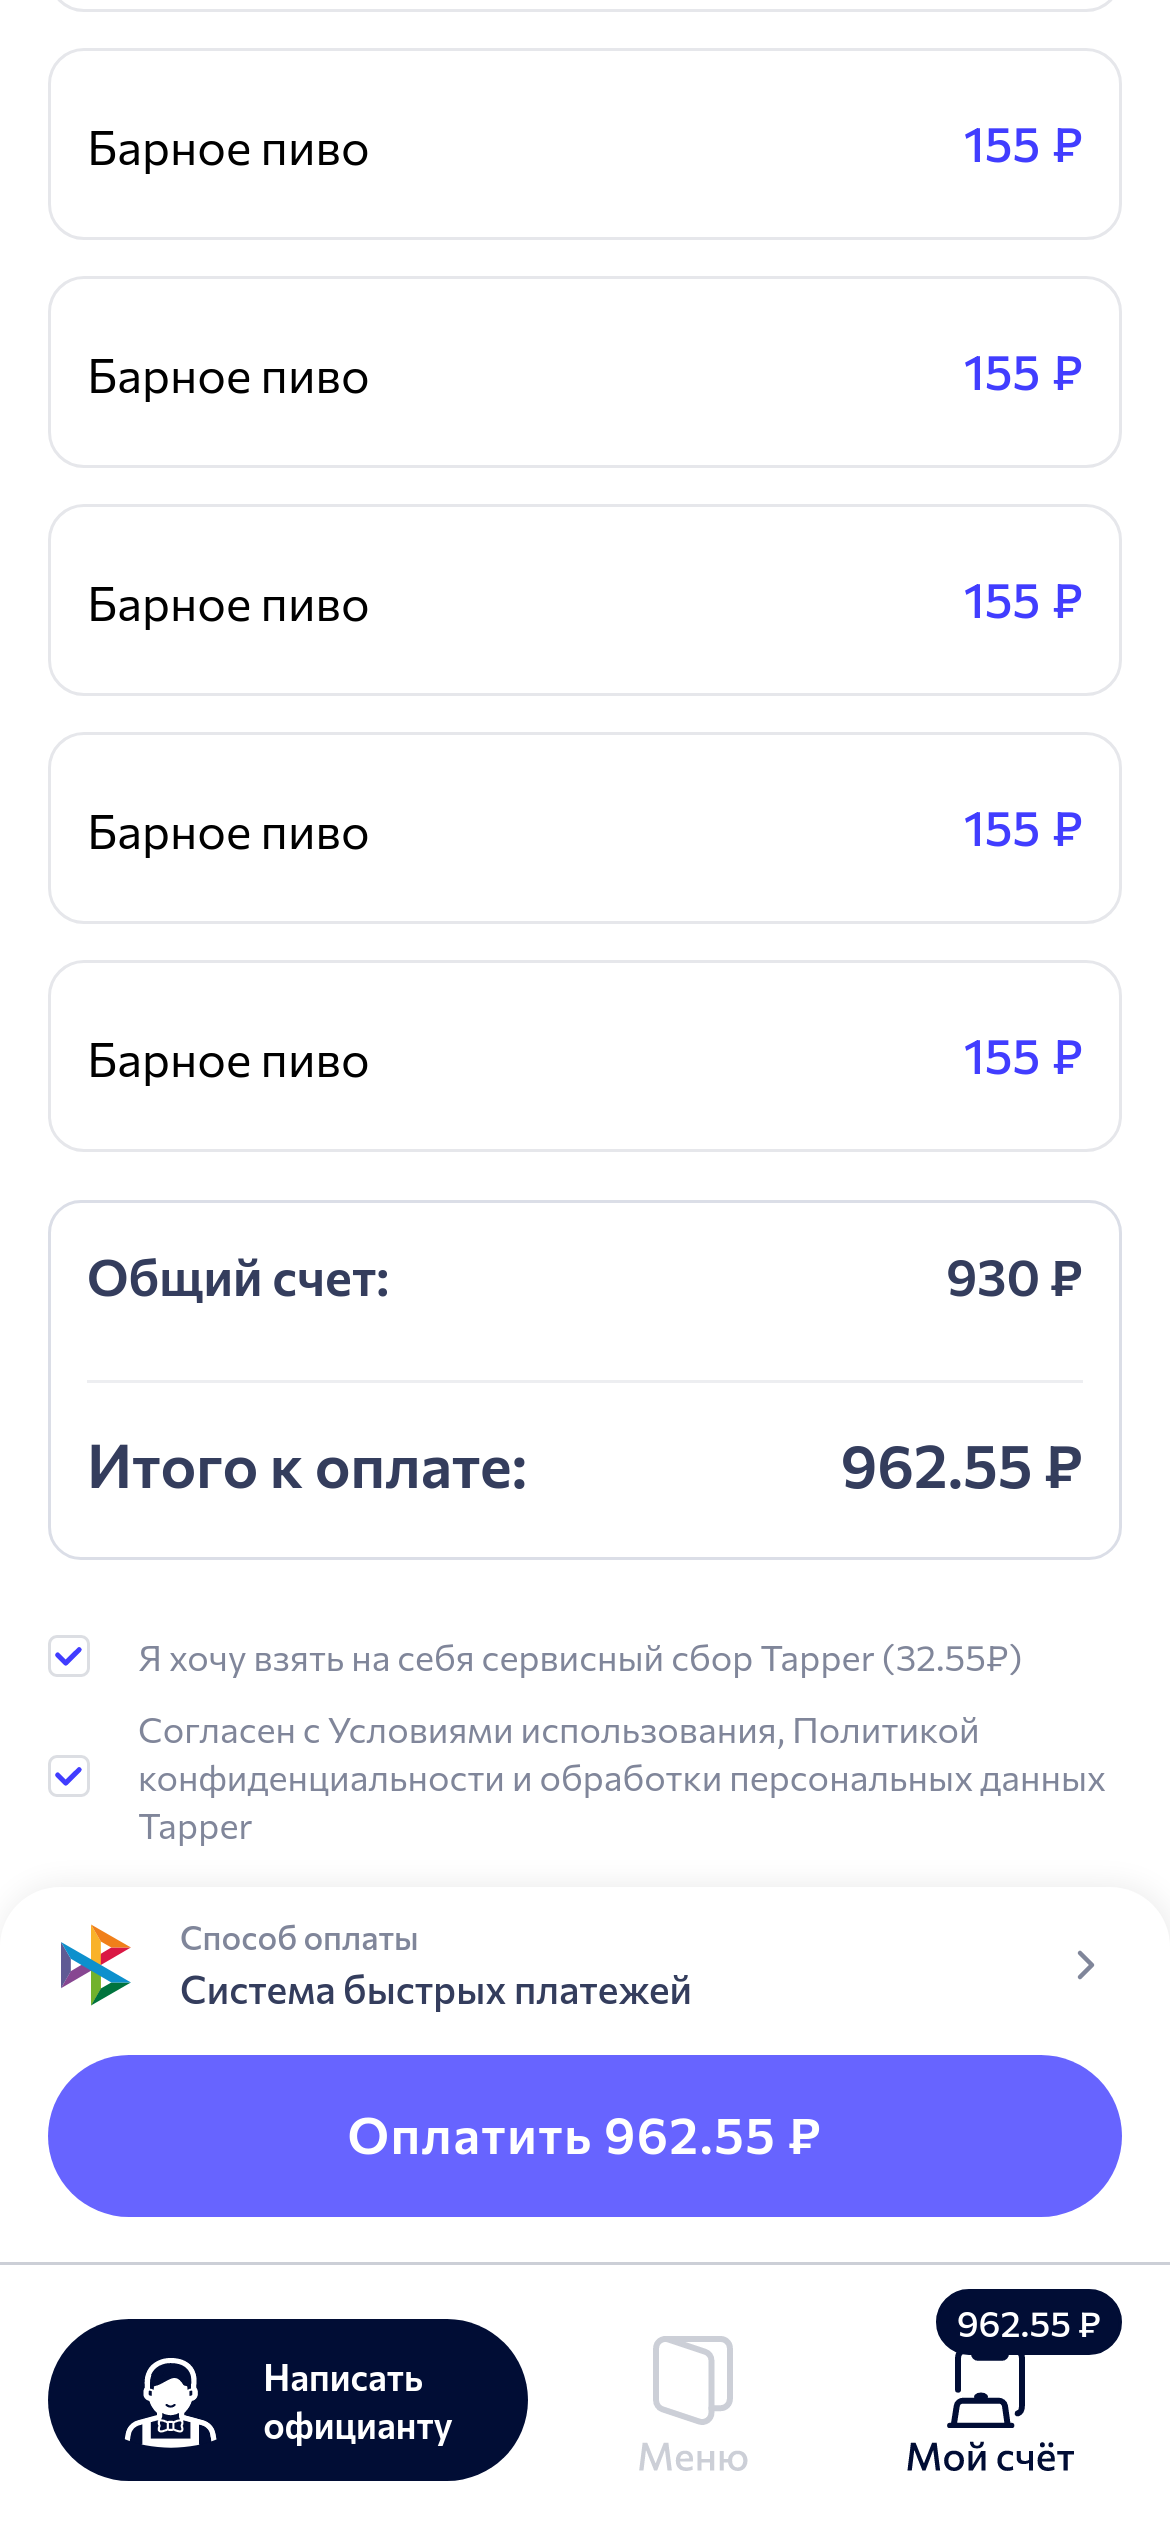 Барное пиво 155 ₽
Барное пиво 155 ₽
Барное пиво 155 ₽
Барное пиво 155 ₽
Барное пиво 155 ₽
Общий счет: 930 ₽
Итого к оплате: 962.55 ₽
Я хочу взять на себя сервисный сбор Tapper (32.55₽)
Согласен с Условиями использования, Политикой
конфиденциальности и обработки персональных данных
Tapper
Способ оплаты
Система быстрых платежей
Оплатить 962.55 ₽
Написать
официанту
Меню
962.55 ₽
Мой счёт